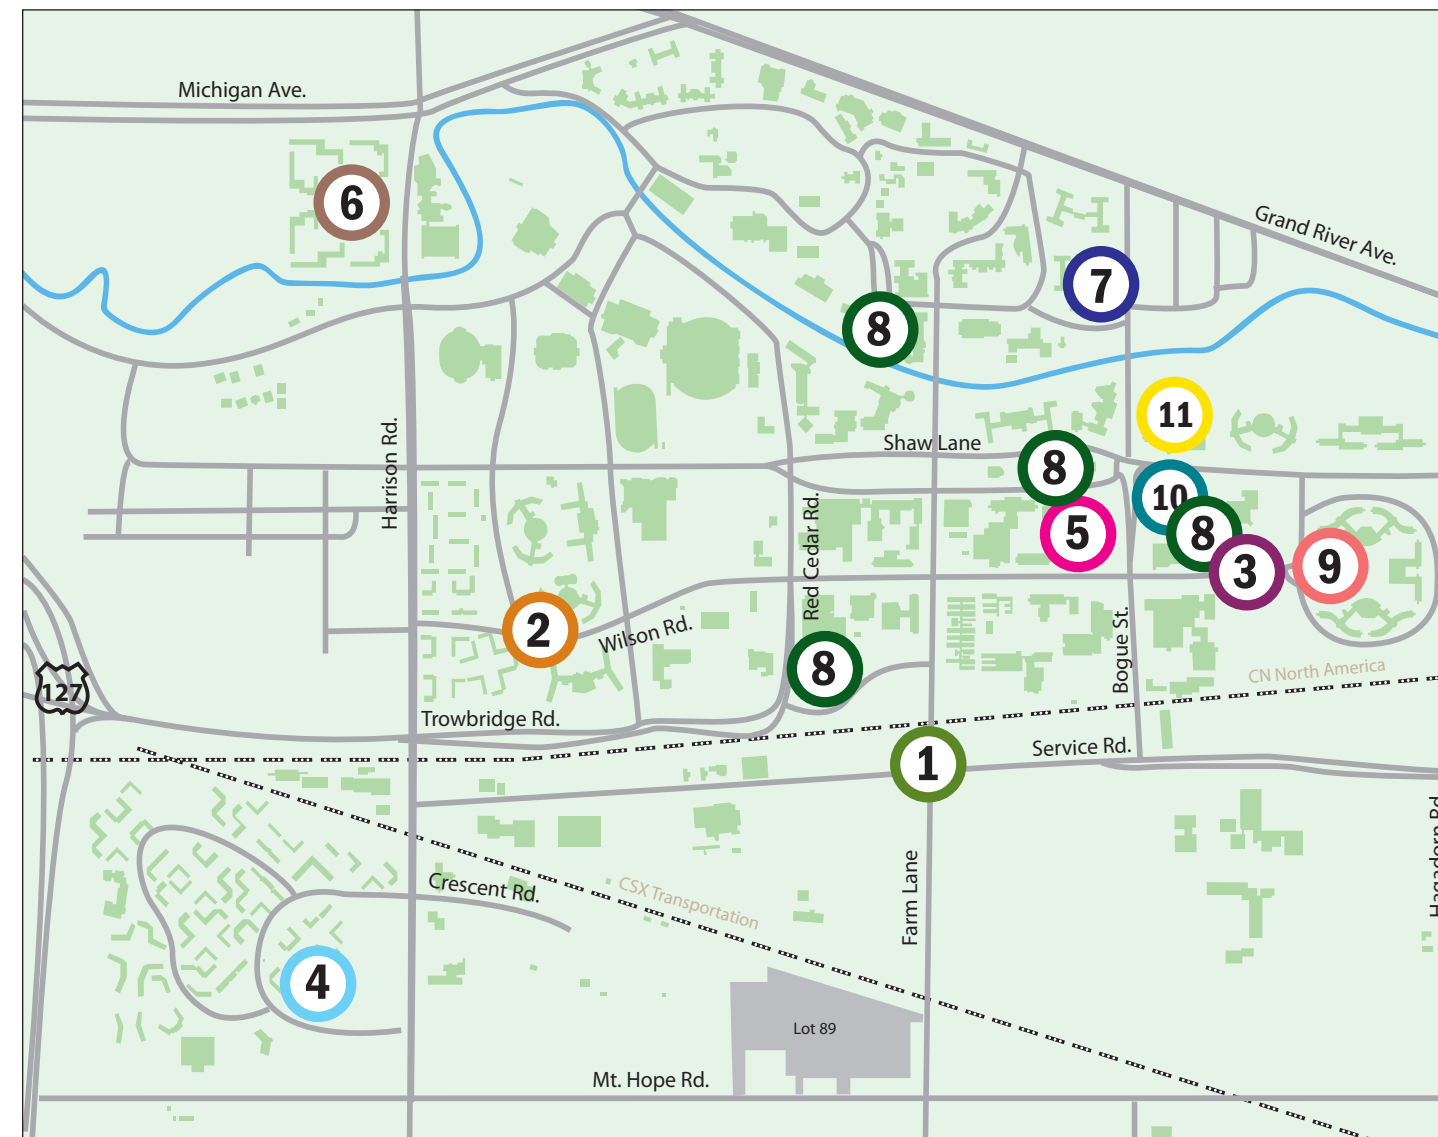 Michigan Ave.
6
Grand River Ave.
7
8
11
Shaw Lane
Harrison Rd.
8
10
8
5
Red Cedar Rd.
3
9
2
Wilson Rd.
8
Bogue St.
CN North America
127
Trowbridge Rd.
Service Rd.
1
Hagadorn Rd
Crescent Rd.
CSX Transportation
Farm Lane
4
Lot 89
Mt. Hope Rd.